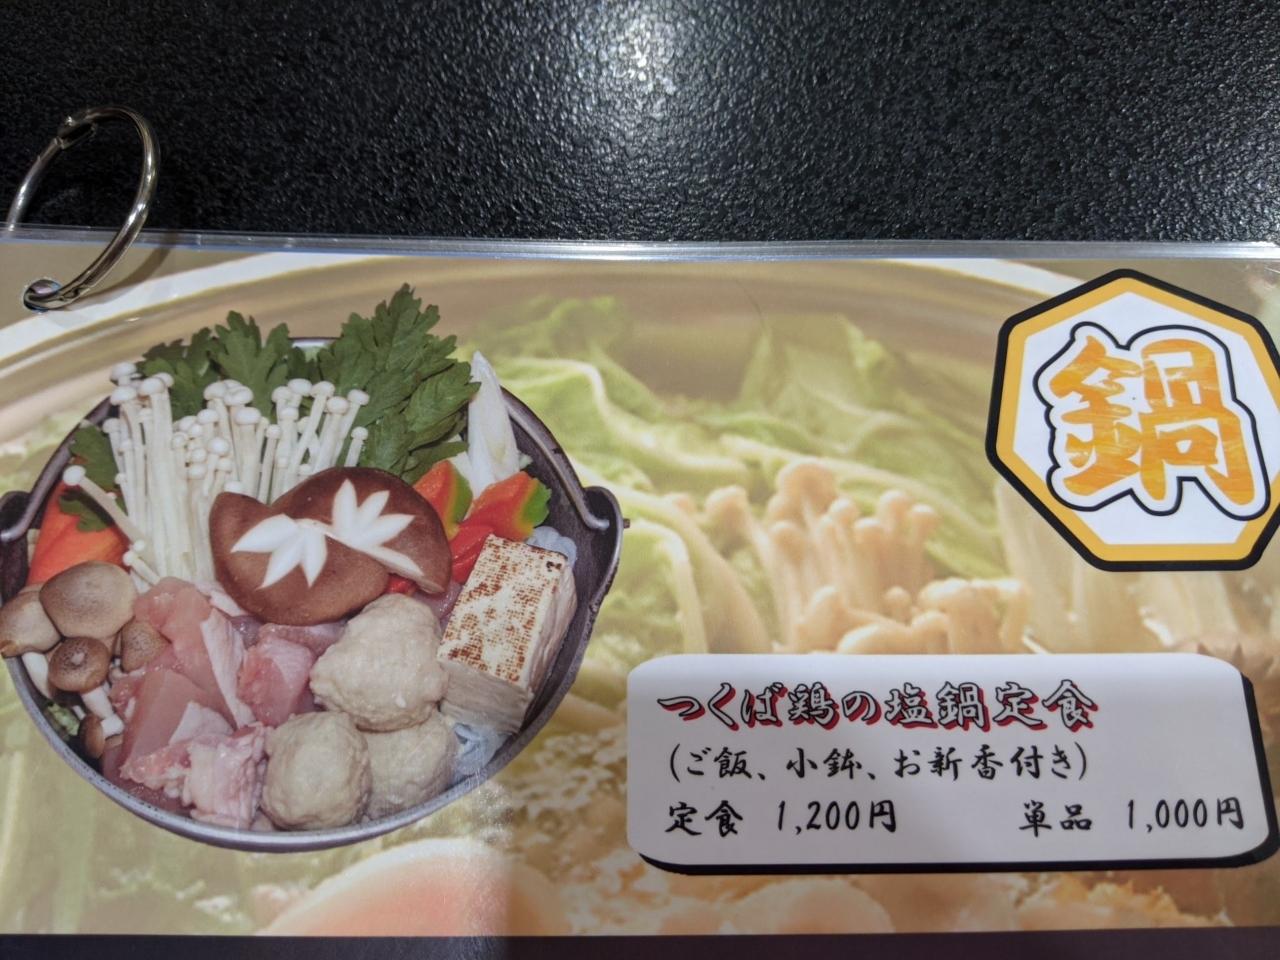 鍋
つくば鶏の塩鍋定食
(ご飯、小鉢、お新香付き)
定食 1,200円 単品 1,000円